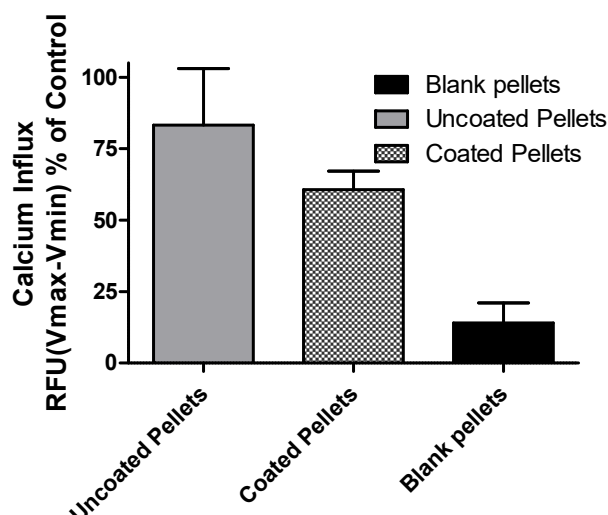 Calcium Influx
RFU(Vmax-Vmin) % of Control
100
75
50
25
0
Blank pellets
Uncoated Pellets
Coated Pellets
Uncoated Pellets
Coated Pellets
Blank pellets